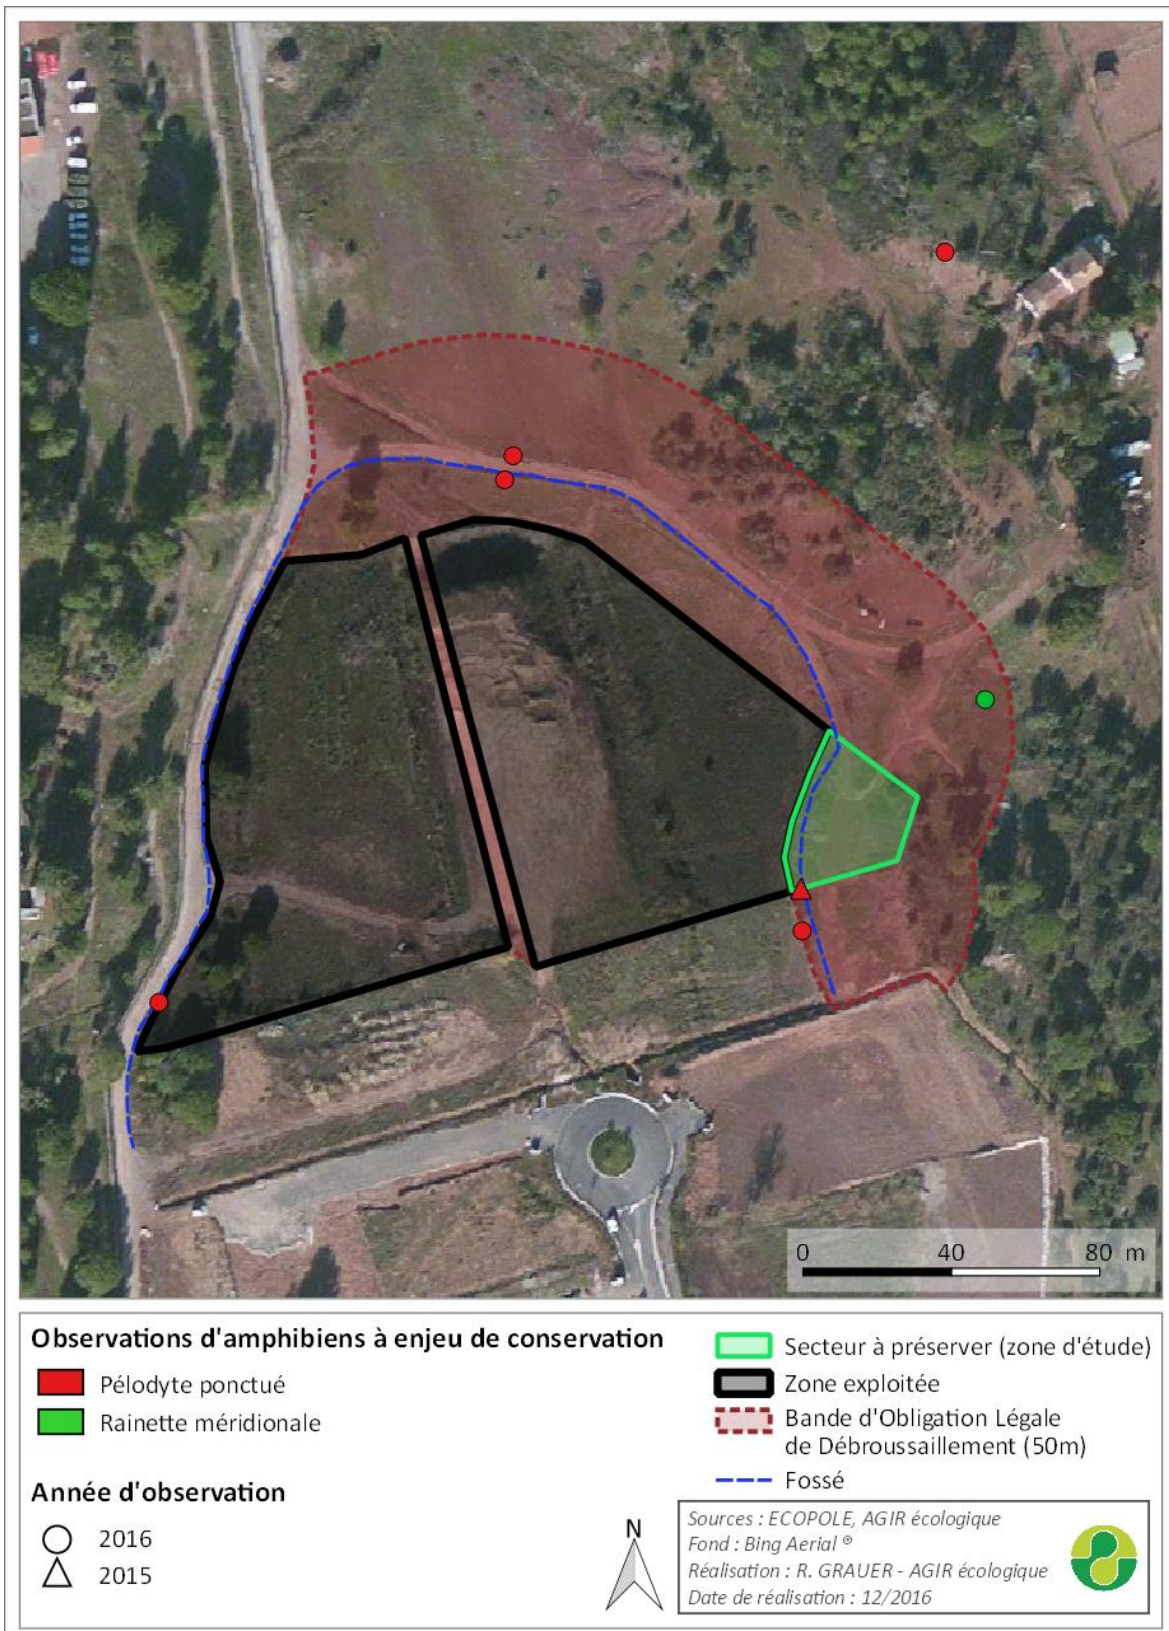 0 40 80 m
Observations d'amphibiens à enjeu de conservation
Pélodyte ponctué
Rainette méridionale
Année d'observation
2016
2015
Secteur à préserver (zone d'étude)
Zone exploitée
Bande d'Obligation Légale
de Débroussaillement (50m)
Fossé
N
Sources : ECOPOLE, AGIR écologique
Fond : Bing Aerial ®
Réalisation : R. GRAUER - AGIR écologique
Date de réalisation : 12/2016